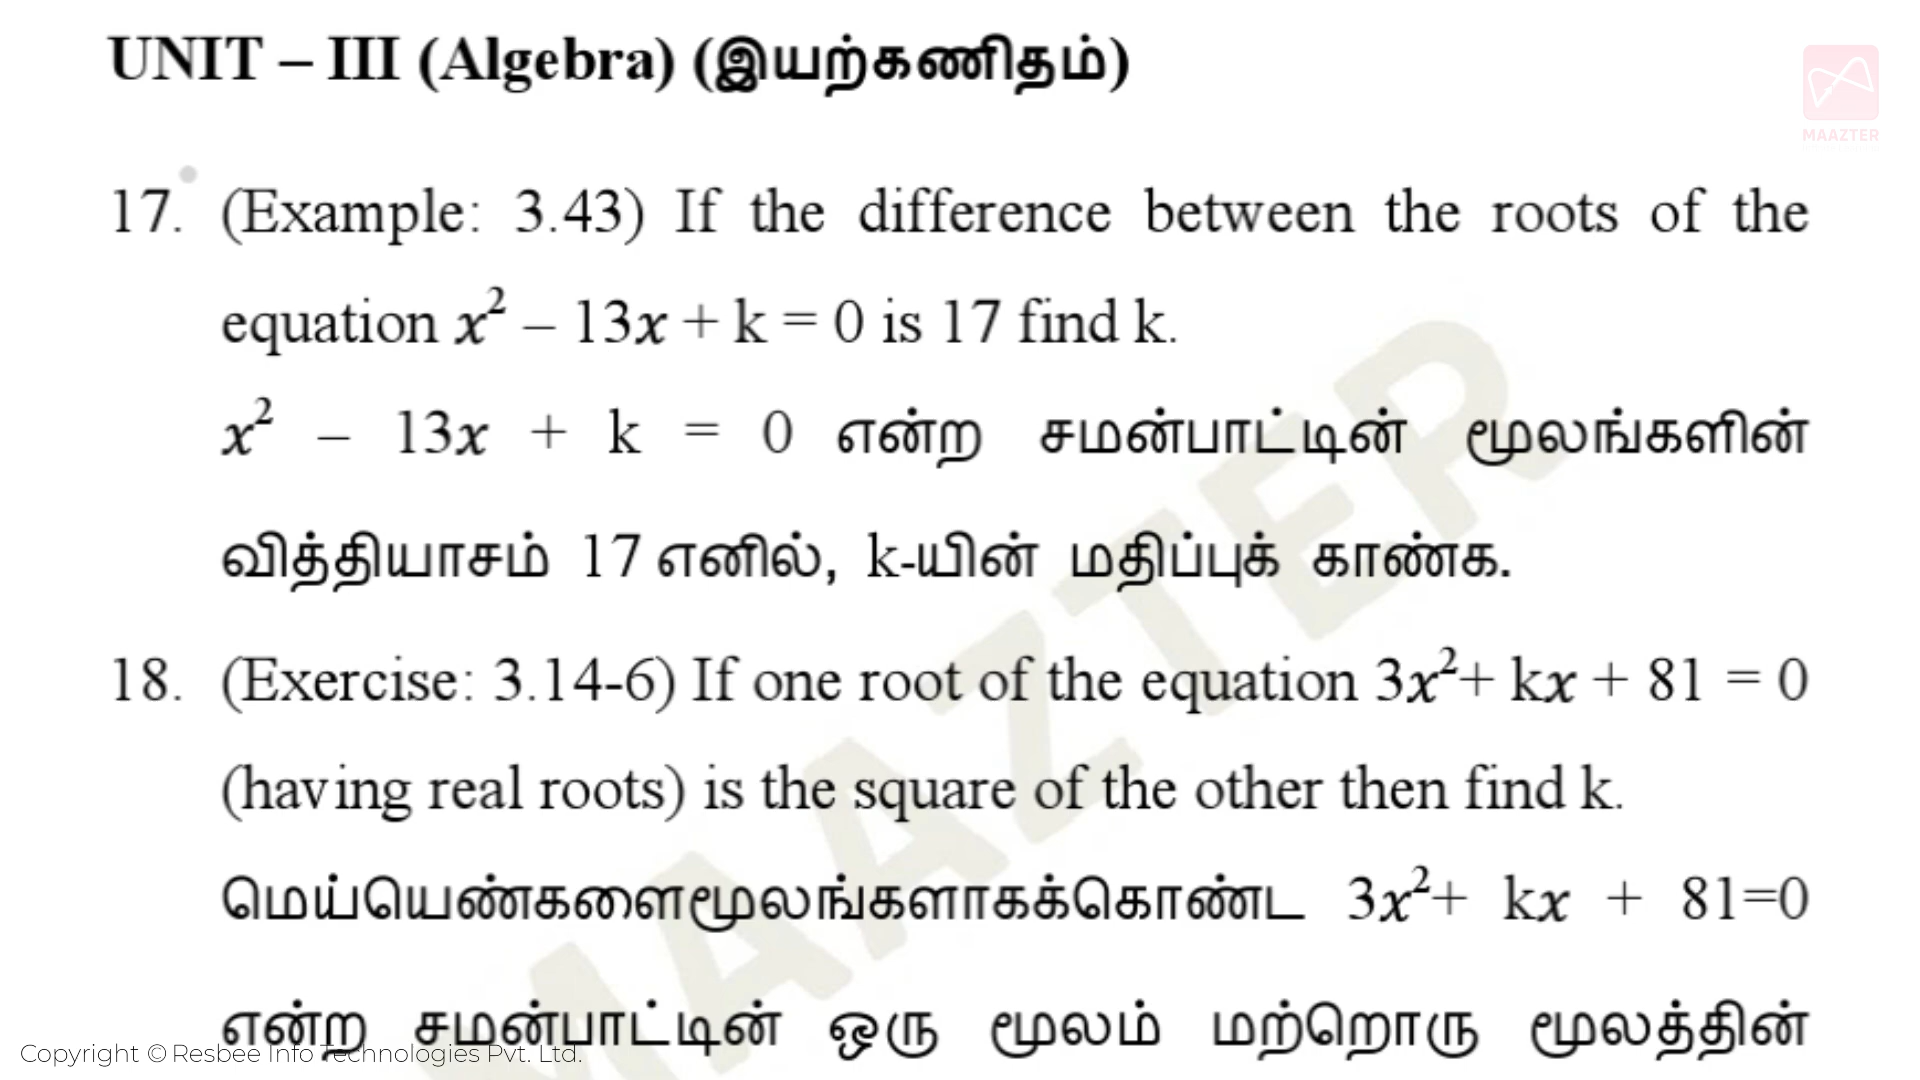 UNIT – III (Algebra) (இயற்கணிதம்)
MAAZTER
17. (Example: 3.43) If the difference between the roots of the
equation x² – 13x + k = 0 is 17 find k.
x² – 13x + k = 0 என்ற சமன்பாட்டின் மூலங்களின்
வித்தியாசம் 17 எனில், k-யின் மதிப்புக் காண்க.
18. (Exercise: 3.14-6) If one root of the equation 3x²+ kx + 81 = 0
(having real roots) is the square of the other then find k.
மெய்யெண்களைமூலங்களாகக்கொண்ட 3x²+ kx + 81=0
என்ற சமன்பாட்டின் ஒரு மூலம் மற்றொரு மூலத்தின்
MAAZTER
Copyright © Resbee Info Technologies Pvt. Ltd.